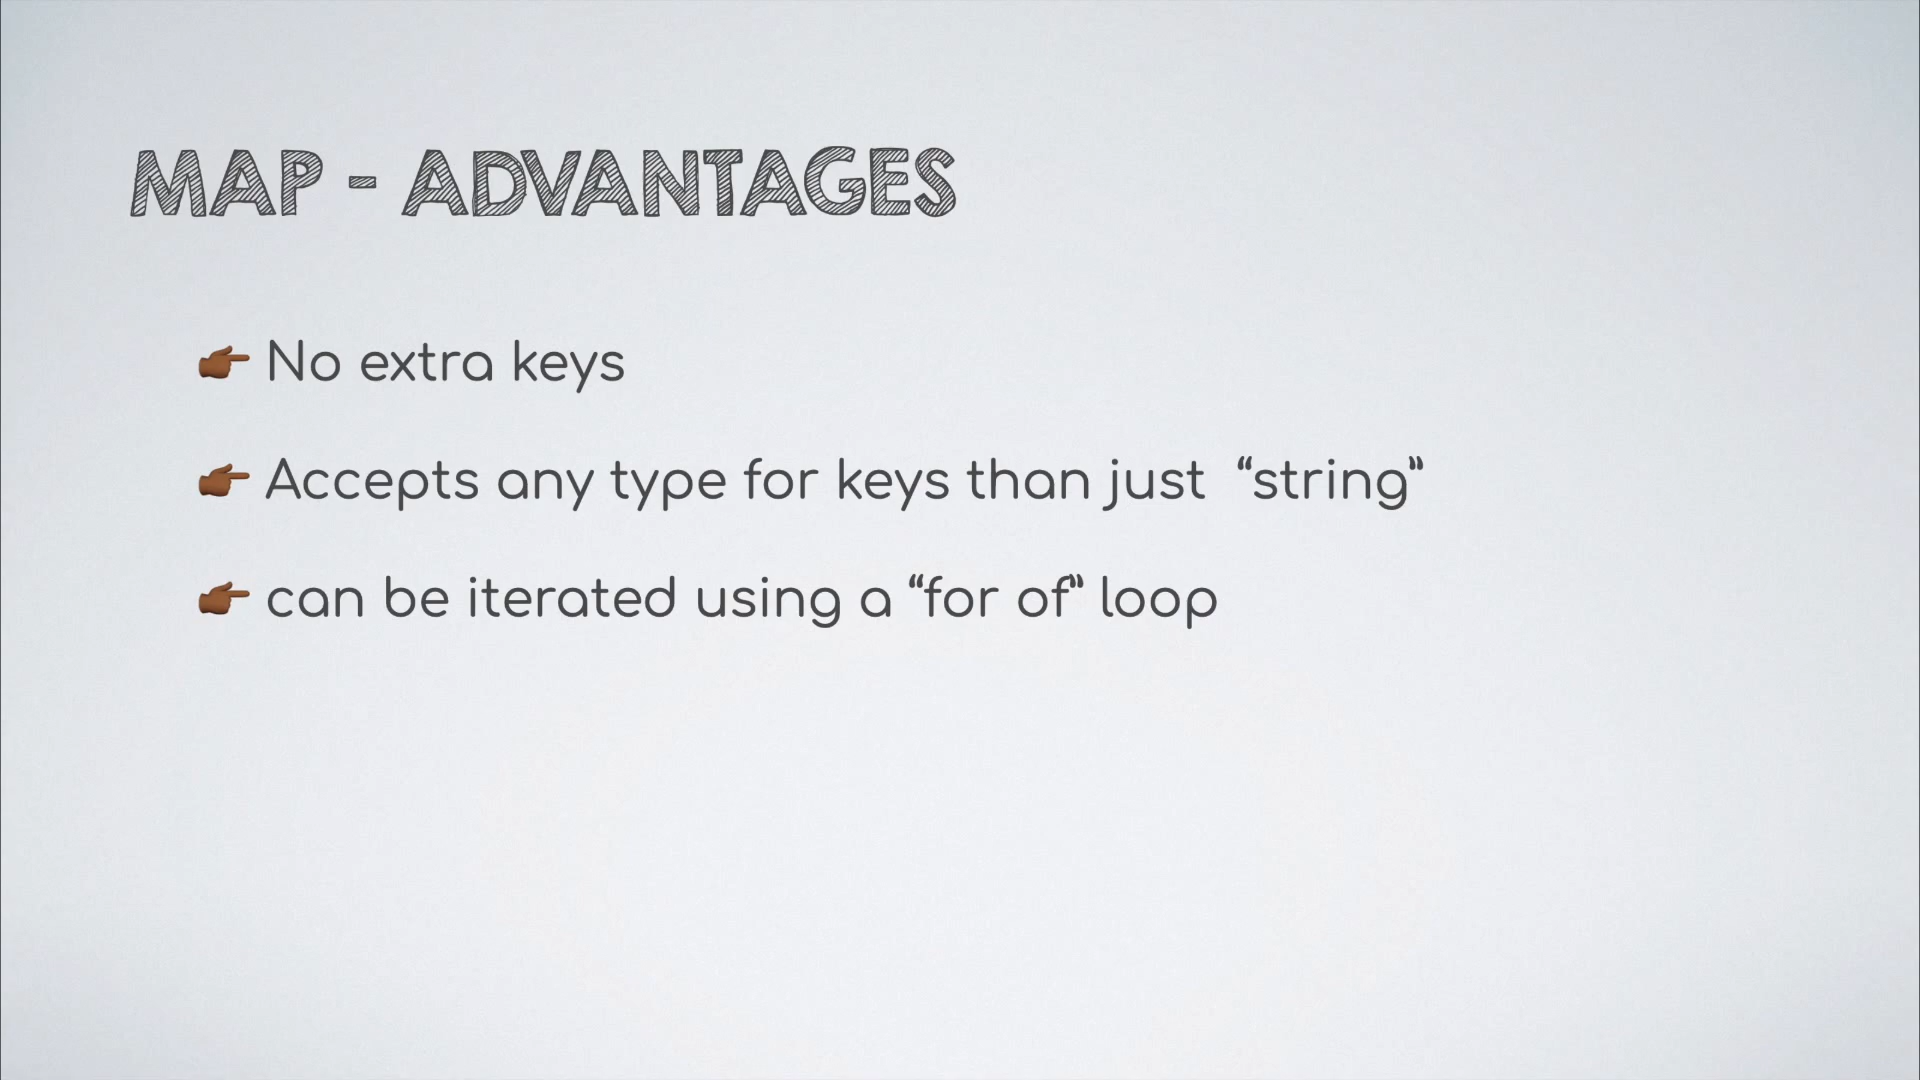 MAP - ADVANTAGES
👉🏾 No extra keys
👉🏾 Accepts any type for keys than just “string”
👉🏾 can be iterated using a “for of” loop